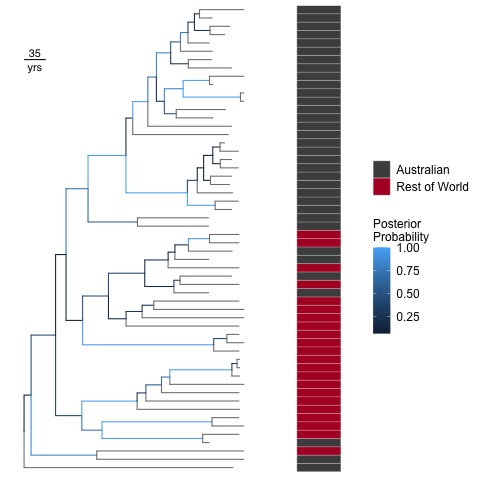 35
yrs
Australian
Rest of World
Posterior
Probability
1.00
0.75
0.50
0.25